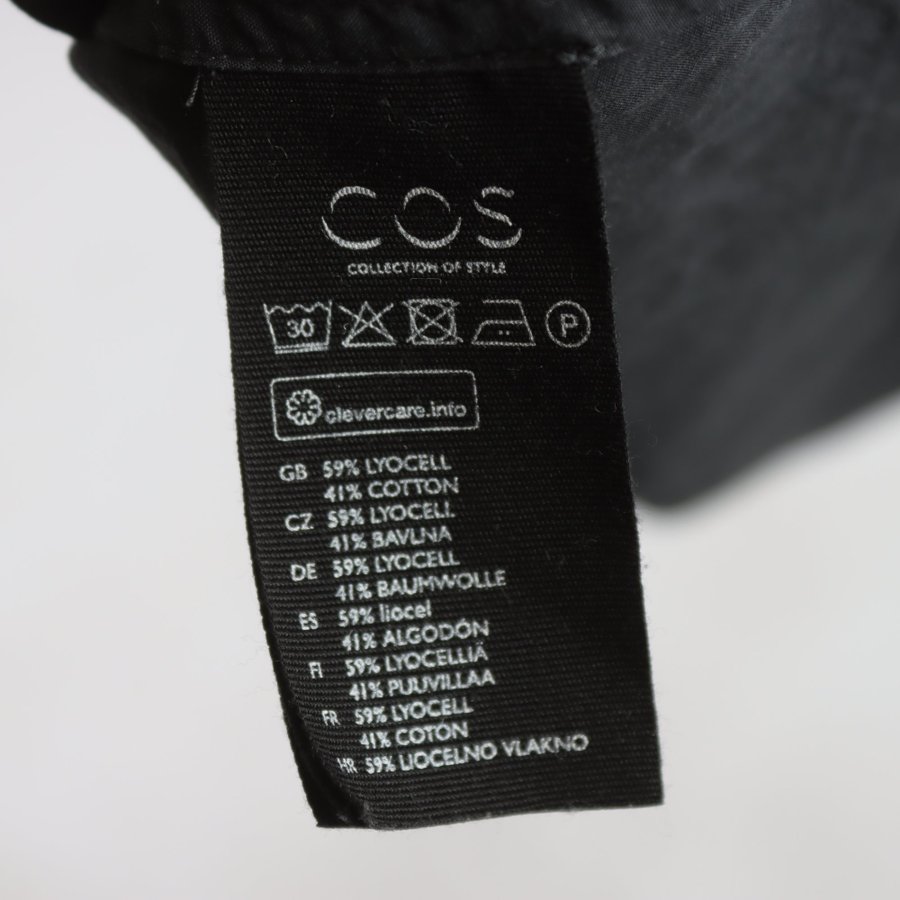 COS
COLLECTION OF STYLE
30 P
clevercare.info
GB 59% LYOCELL
41% COTTON
CZ 59% LYOCELL
41% BAVLNA
DE 59% LYOCELL
41% BAUMWOLLE
ES 59% liocel
41% ALGODÓN
FI 59% LYOCELLIÄ
41% PUUVILLAA
FR 59% LYOCELL
41% COTON
HR 59% LIOCELNO VLAKNO